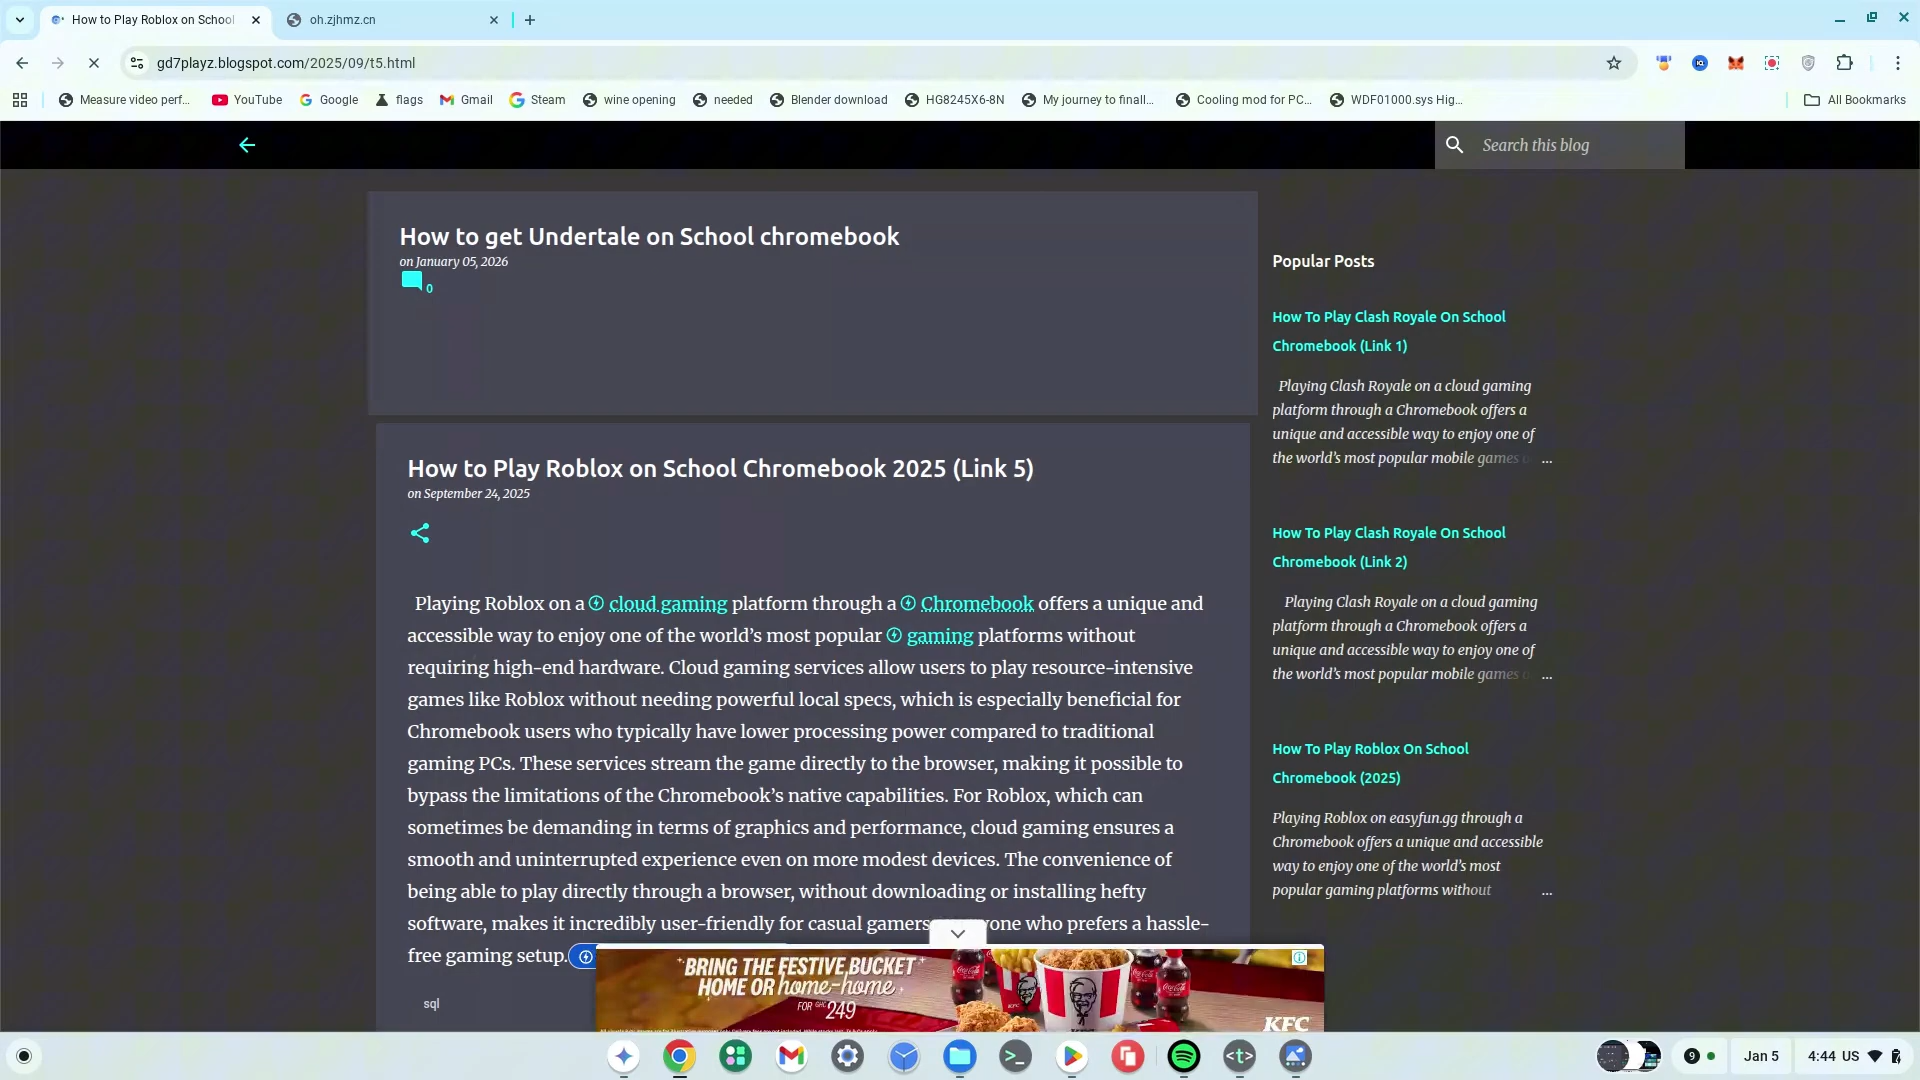 How to Play Roblox on School
oh.zjhmz.cn
gd7playz.blogspot.com/2025/09/t5.html
Measure video perf...
YouTube
Google
flags
Gmail
Steam
wine opening
needed
Blender download
HG8245X6-8N
My journey to finall...
Cooling mod for PC...
WDF01000.sys Hig...
All Bookmarks
Search this blog
How to get Undertale on School chromebook
on January 05, 2026
0
How to Play Roblox on School Chromebook 2025 (Link 5)
on September 24, 2025
Playing Roblox on a cloud gaming platform through a Chromebook offers a unique and
accessible way to enjoy one of the world's most popular gaming platforms without
requiring high-end hardware. Cloud gaming services allow users to play resource-intensive
games like Roblox without needing powerful local specs, which is especially beneficial for
Chromebook users who typically have lower processing power compared to traditional
gaming PCs. These services stream the game directly to the browser, making it possible to
bypass the limitations of the Chromebook's native capabilities. For Roblox, which can
sometimes be demanding in terms of graphics and performance, cloud gaming ensures a
smooth and uninterrupted experience even on more modest devices. The convenience of
being able to play directly through a browser, without downloading or installing hefty
software, makes it incredibly user-friendly for casual gamers yone who prefers a hassle-
free gaming setup.
sql
Popular Posts
How To Play Clash Royale On School
Chromebook (Link 1)
Playing Clash Royale on a cloud gaming
platform through a Chromebook offers a
unique and accessible way to enjoy one of
the world's most popular mobile games ...
How To Play Clash Royale On School
Chromebook (Link 2)
Playing Clash Royale on a cloud gaming
platform through a Chromebook offers a
unique and accessible way to enjoy one of
the world's most popular mobile games ...
How To Play Roblox On School
Chromebook (2025)
Playing Roblox on easyfun.gg through a
Chromebook offers a unique and accessible
way to enjoy one of the world's most
popular gaming platforms without ...
BRING THE FESTIVE BUCKET
HOME OR home-home
FOR GH₵ 249
KFC
9
Jan 5
4:44 US